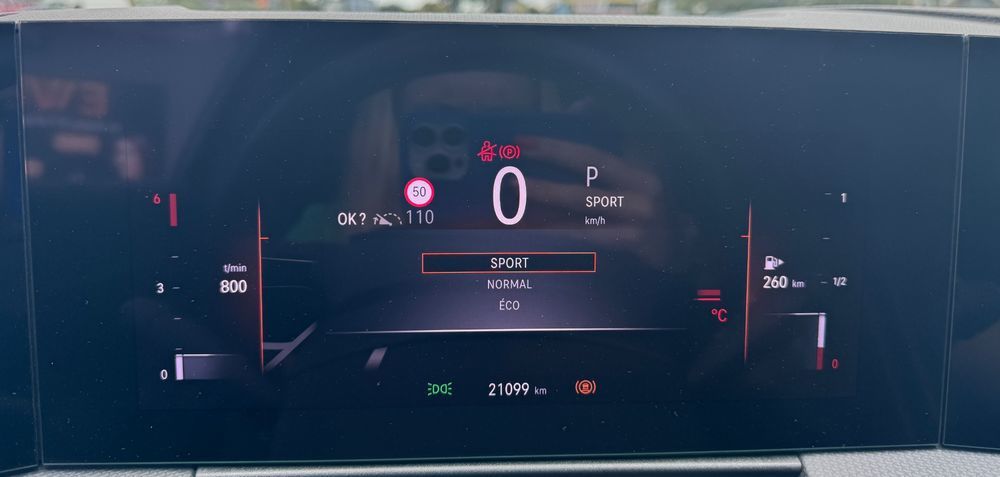 W3
(P)
6
50
0
P
1
OK? 110
SPORT
km/h
t/min
SPORT
3
800
NORMAL
260 km
1/2
ÉCO
°C
0
0
21099 km